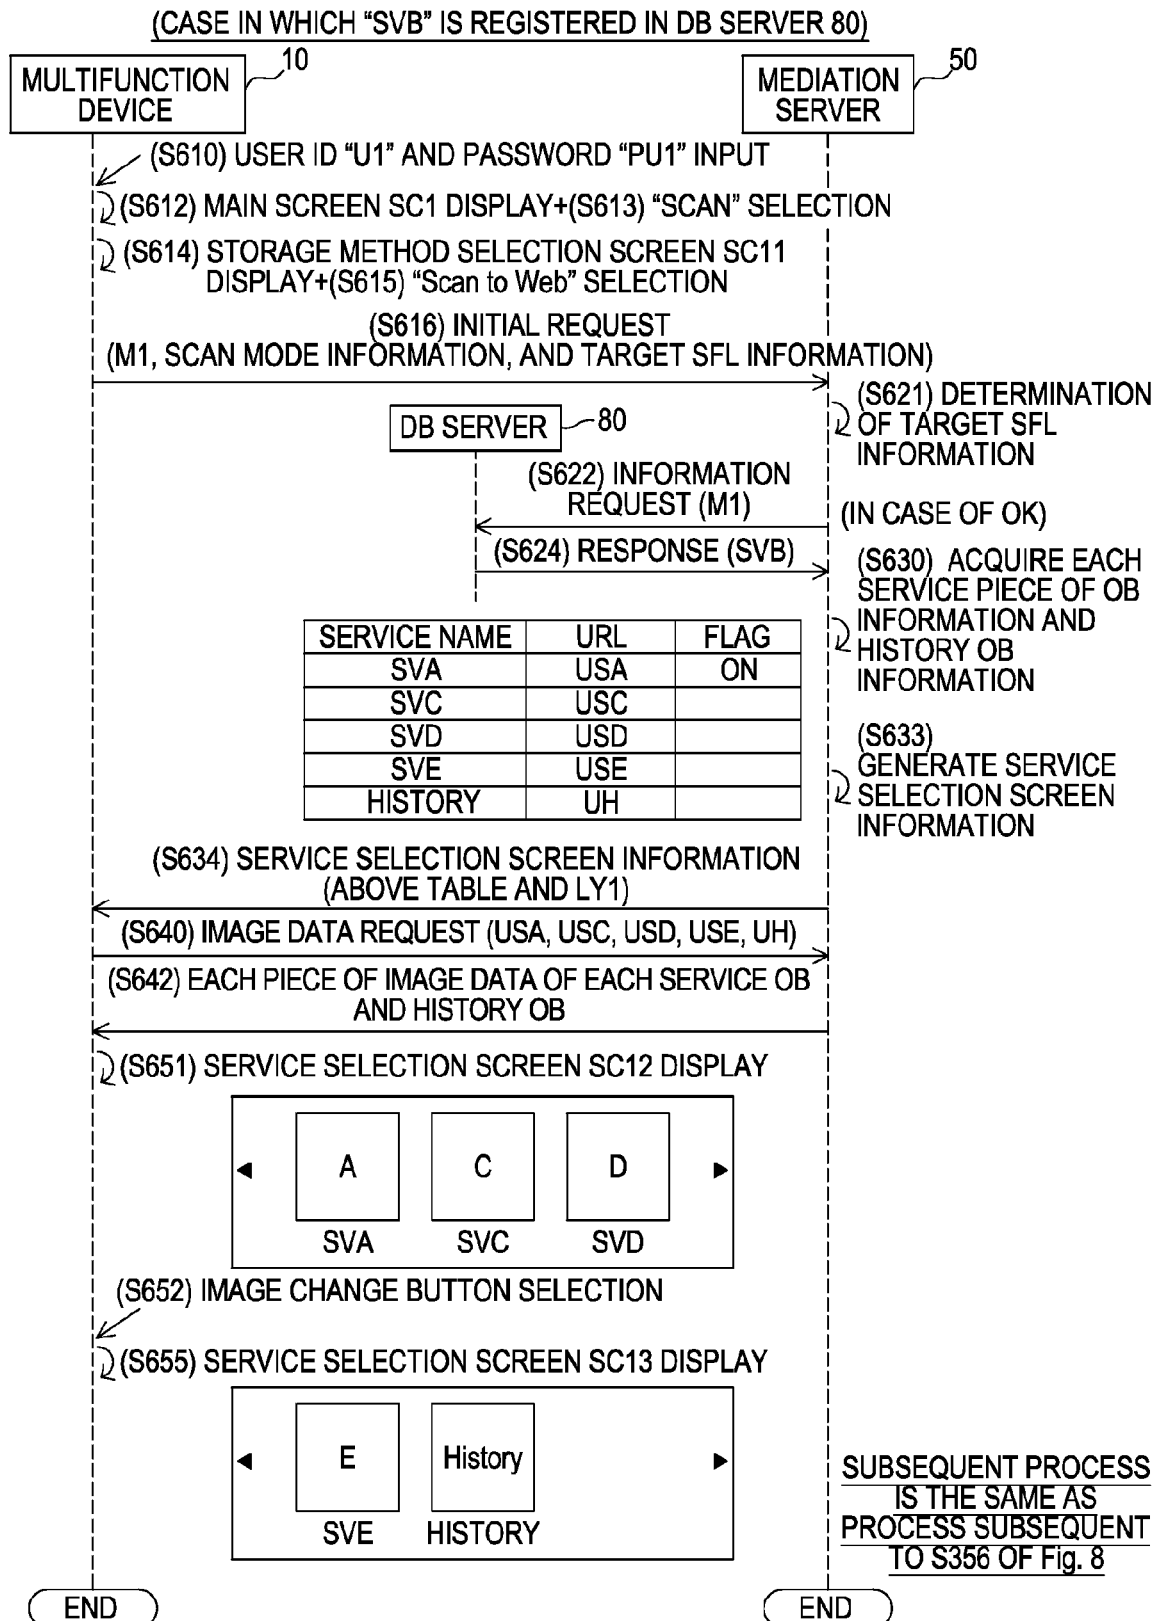 (CASE IN WHICH “SVB” IS REGISTERED IN DB SERVER 80)
10
50
MULTIFUNCTION
DEVICE
MEDIATION
SERVER
(S610) USER ID “U1” AND PASSWORD “PU1” INPUT
(S612) MAIN SCREEN SC1 DISPLAY+(S613) “SCAN” SELECTION
(S614) STORAGE METHOD SELECTION SCREEN SC11
DISPLAY+(S615) “Scan to Web” SELECTION
(S616) INITIAL REQUEST
(M1, SCAN MODE INFORMATION, AND TARGET SFL INFORMATION)
(S621) DETERMINATION
OF TARGET SFL
INFORMATION
DB SERVER
80
(S622) INFORMATION
REQUEST (M1)
(IN CASE OF OK)
(S624) RESPONSE (SVB)
(S630) ACQUIRE EACH
SERVICE PIECE OF OB
INFORMATION AND
HISTORY OB
INFORMATION
SERVICE NAME URL FLAG
SVA USA ON
SVC USC
SVD USD
SVE USE
HISTORY UH
(S633)
GENERATE SERVICE
SELECTION SCREEN
INFORMATION
(S634) SERVICE SELECTION SCREEN INFORMATION
(ABOVE TABLE AND LY1)
(S640) IMAGE DATA REQUEST (USA, USC, USD, USE, UH)
(S642) EACH PIECE OF IMAGE DATA OF EACH SERVICE OB
AND HISTORY OB
(S651) SERVICE SELECTION SCREEN SC12 DISPLAY
A C D
SVA SVC SVD
(S652) IMAGE CHANGE BUTTON SELECTION
(S655) SERVICE SELECTION SCREEN SC13 DISPLAY
E History
SVE HISTORY
SUBSEQUENT PROCESS
IS THE SAME AS
PROCESS SUBSEQUENT
TO S356 OF Fig. 8
END
END